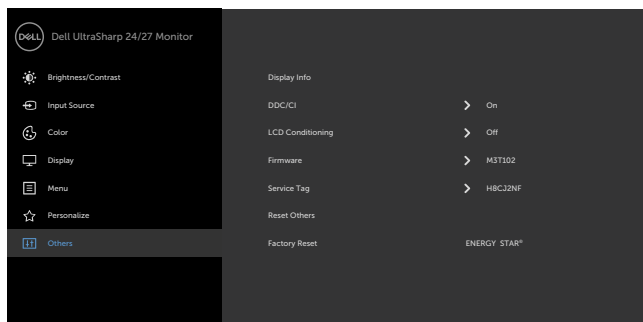 DELL Dell UltraSharp 24/27 Monitor
Brightness/Contrast
Display Info
Input Source
DDC/CI On
Color
LCD Conditioning Off
Display
Firmware M3T102
Menu
Service Tag H8CJ2NF
Personalize
Reset Others
Others
Factory Reset ENERGY STAR®